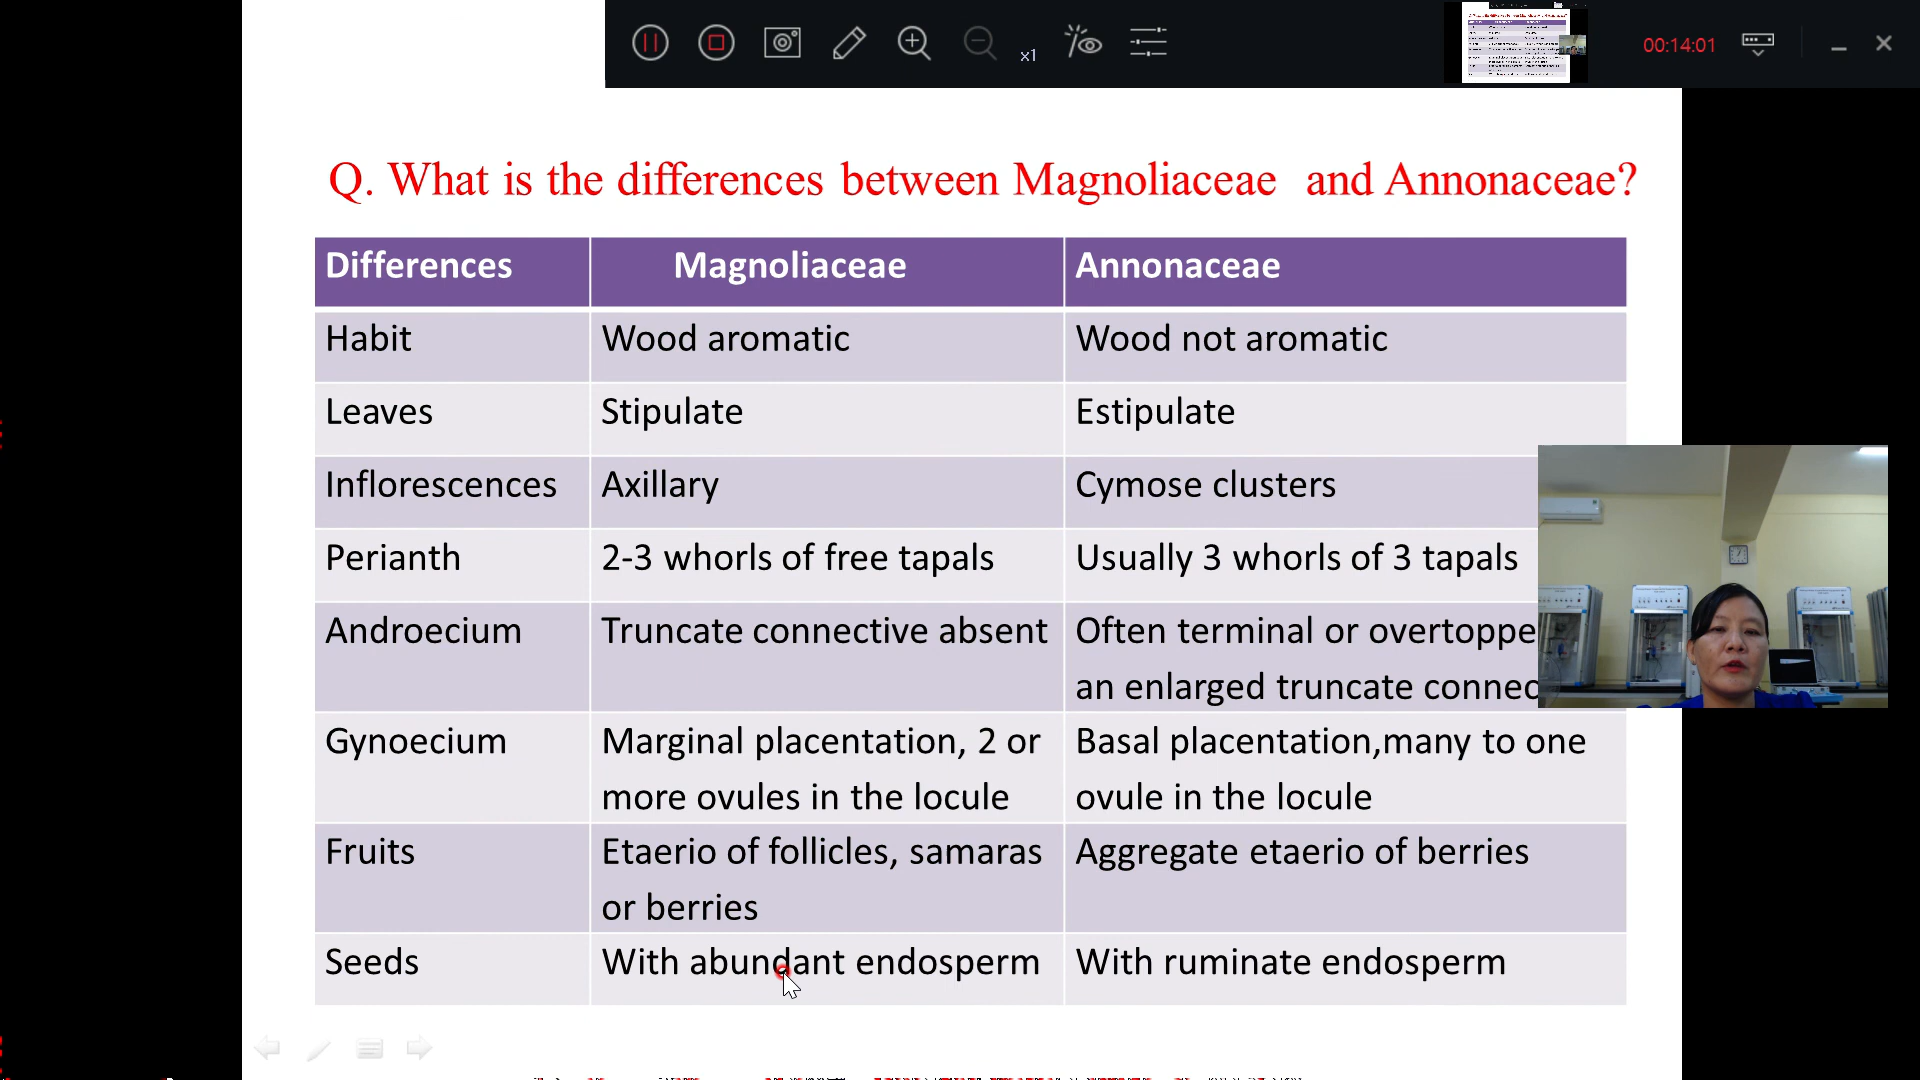 x1
00:14:01
Q. What is the differences between Magnoliaceae and Annonaceae?
Differences Magnoliaceae Annonaceae
Habit Wood aromatic Wood not aromatic
Leaves Stipulate Estipulate
Inflorescences Axillary Cymose clusters
Perianth 2-3 whorls of free tapals Usually 3 whorls of 3 tapals
Androecium Truncate connective absent Often terminal or overtoppe
an enlarged truncate connec
Gynoecium Marginal placentation, 2 or Basal placentation,many to one
more ovules in the locule ovule in the locule
Fruits Etaerio of follicles, samaras Aggregate etaerio of berries
or berries
Seeds With abundant endosperm With ruminate endosperm